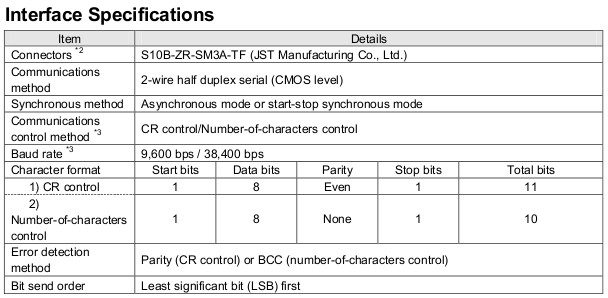 Interface Specifications
Item Details
Connectors *2 S10B-ZR-SM3A-TF (JST Manufacturing Co., Ltd.)
Communications
method 2-wire half duplex serial (CMOS level)
Synchronous method Asynchronous mode or start-stop synchronous mode
Communications
control method *3 CR control/Number-of-characters control
Baud rate *3 9,600 bps / 38,400 bps
Character format Start bits Data bits Parity Stop bits Total bits
1) CR control 1 8 Even 1 11
2)
Number-of-characters
control 1 8 None 1 10
Error detection
method Parity (CR control) or BCC (number-of-characters control)
Bit send order Least significant bit (LSB) first